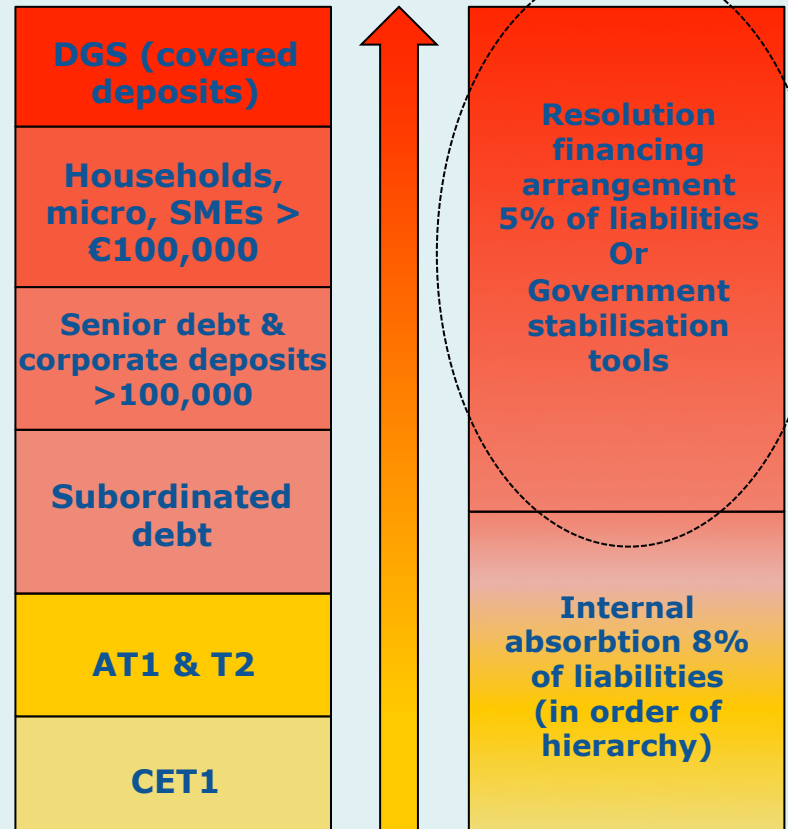 DGS (covered
deposits)
Households,
micro, SMEs >
€100,000
Senior debt &
corporate deposits
>100,000
Subordinated
debt
AT1 & T2
CET1
Resolution
financing
arrangement
5% of liabilities
Or
Government
stabilisation
tools
Internal
absorbtion 8%
of liabilities
(in order of
hierarchy)